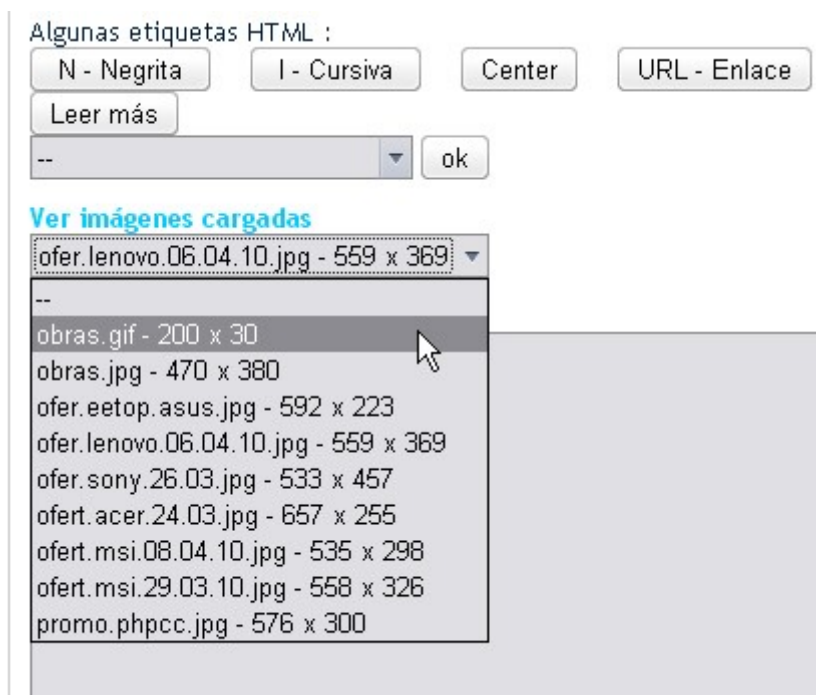 Algunas etiquetas HTML :
N - Negrita I - Cursiva Center URL - Enlace
Leer más
-- ok
Ver imágenes cargadas
ofer.lenovo.06.04.10.jpg - 559 x 369
--
obras.gif - 200 x 30
obras.jpg - 470 x 380
ofer.eetop.asus.jpg - 592 x 223
ofer.lenovo.06.04.10.jpg - 559 x 369
ofer.sony.26.03.jpg - 533 x 457
ofert.acer.24.03.jpg - 657 x 255
ofert.msi.08.04.10.jpg - 535 x 298
ofert.msi.29.03.10.jpg - 558 x 326
promo.phpcc.jpg - 576 x 300